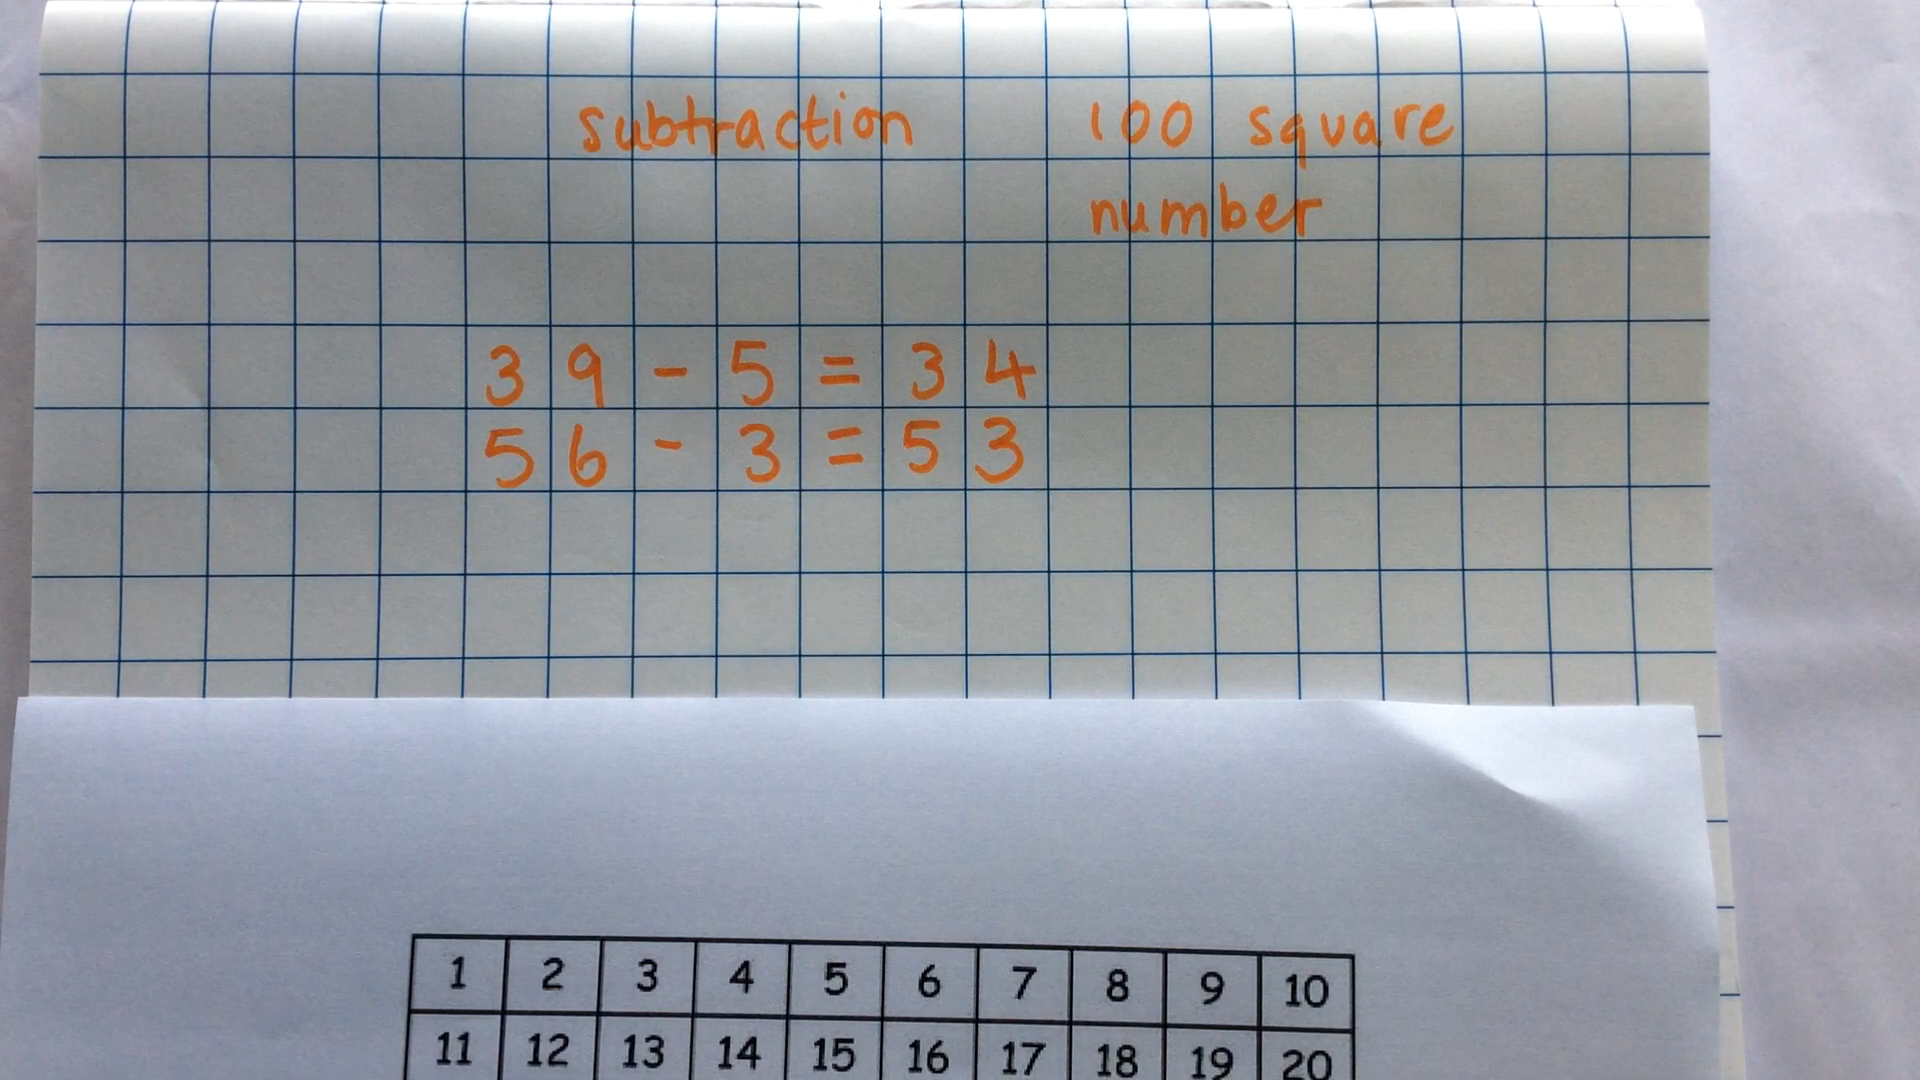 subtraction 100 square
number
39 - 5 = 34
56 - 3 = 53
1 2 3 4 5 6 7 8 9 10
11 12 13 14 15 16 17 18 19 20